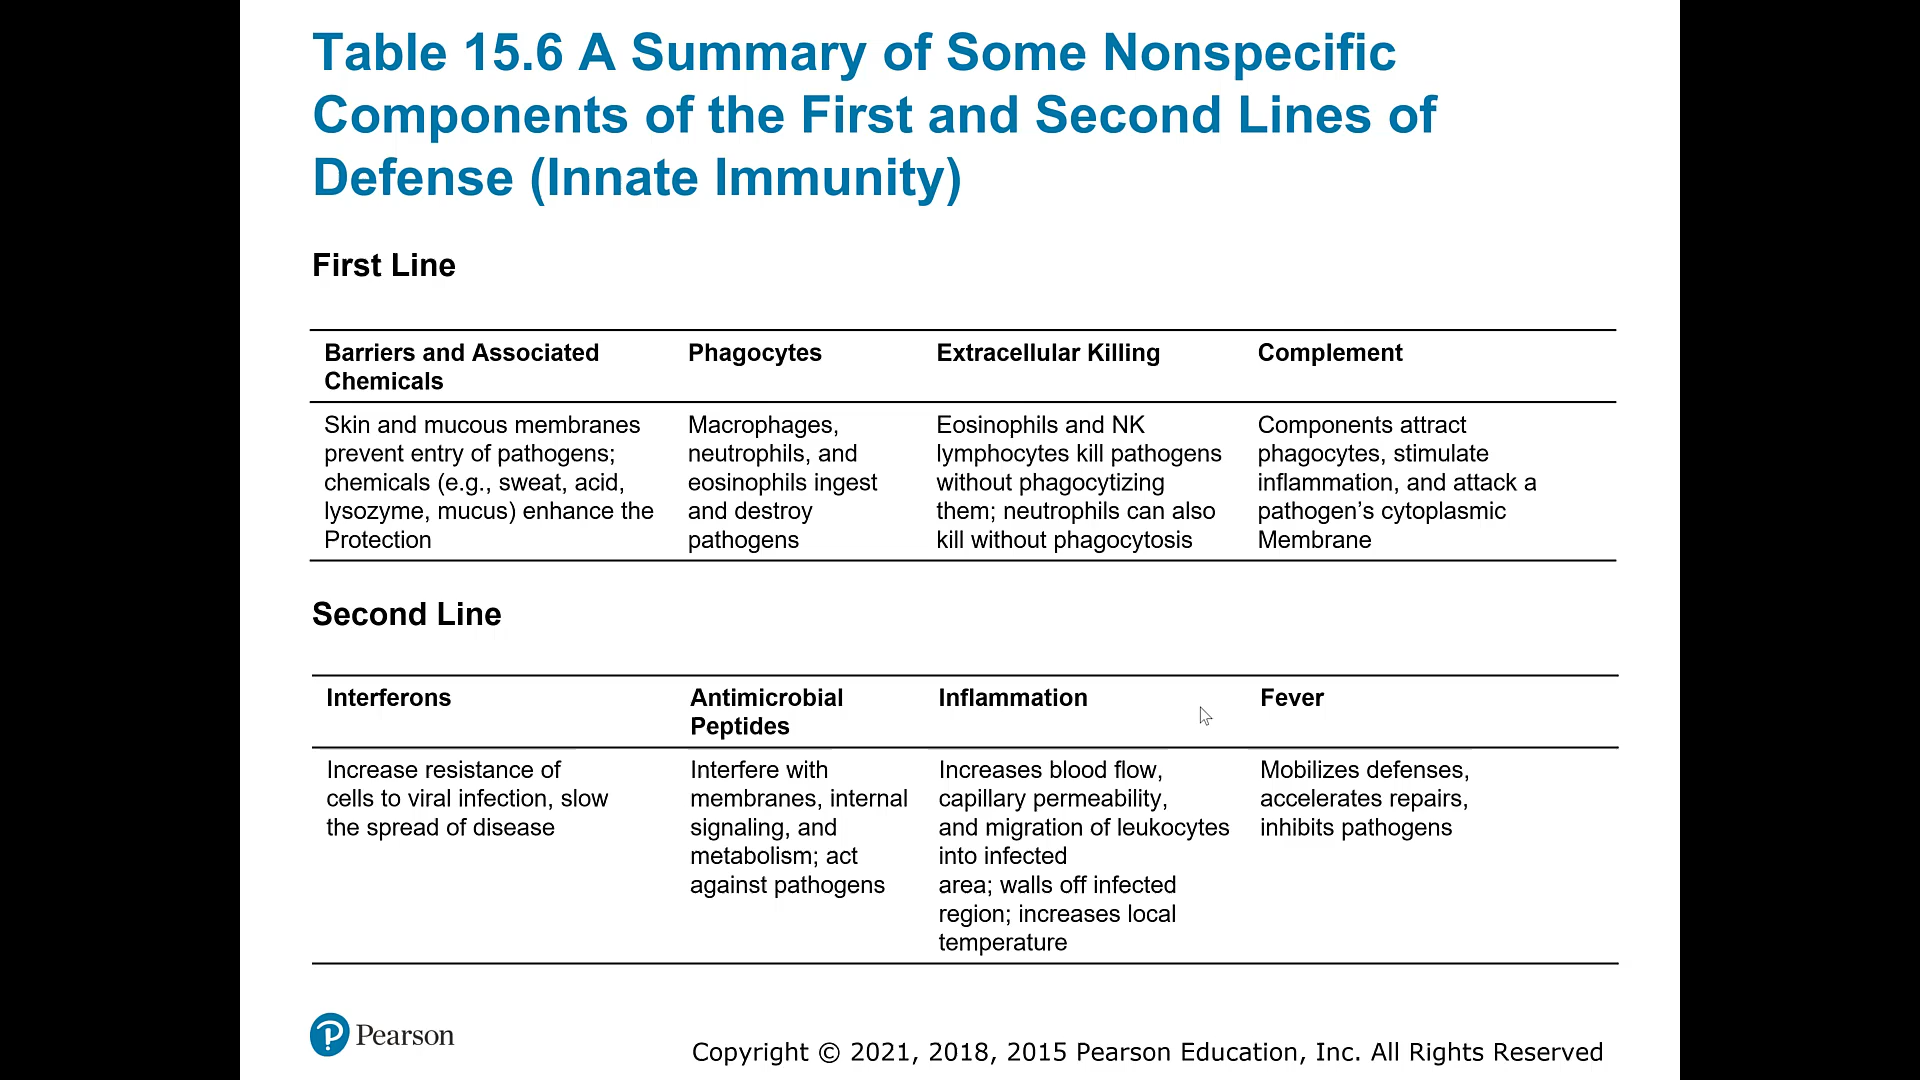 Table 15.6 A Summary of Some Nonspecific
Components of the First and Second Lines of
Defense (Innate Immunity)
First Line
Barriers and Associated
Chemicals
Phagocytes
Extracellular Killing
Complement
Skin and mucous membranes
prevent entry of pathogens;
chemicals (e.g., sweat, acid,
lysozyme, mucus) enhance the
Protection
Macrophages,
neutrophils, and
eosinophils ingest
and destroy
pathogens
Eosinophils and NK
lymphocytes kill pathogens
without phagocytizing
them; neutrophils can also
kill without phagocytosis
Components attract
phagocytes, stimulate
inflammation, and attack a
pathogen’s cytoplasmic
Membrane
Second Line
Interferons
Antimicrobial
Peptides
Inflammation
Fever
Increase resistance of
cells to viral infection, slow
the spread of disease
Interfere with
membranes, internal
signaling, and
metabolism; act
against pathogens
Increases blood flow,
capillary permeability,
and migration of leukocytes
into infected
area; walls off infected
region; increases local
temperature
Mobilizes defenses,
accelerates repairs,
inhibits pathogens
Pearson
Copyright © 2021, 2018, 2015 Pearson Education, Inc. All Rights Reserved